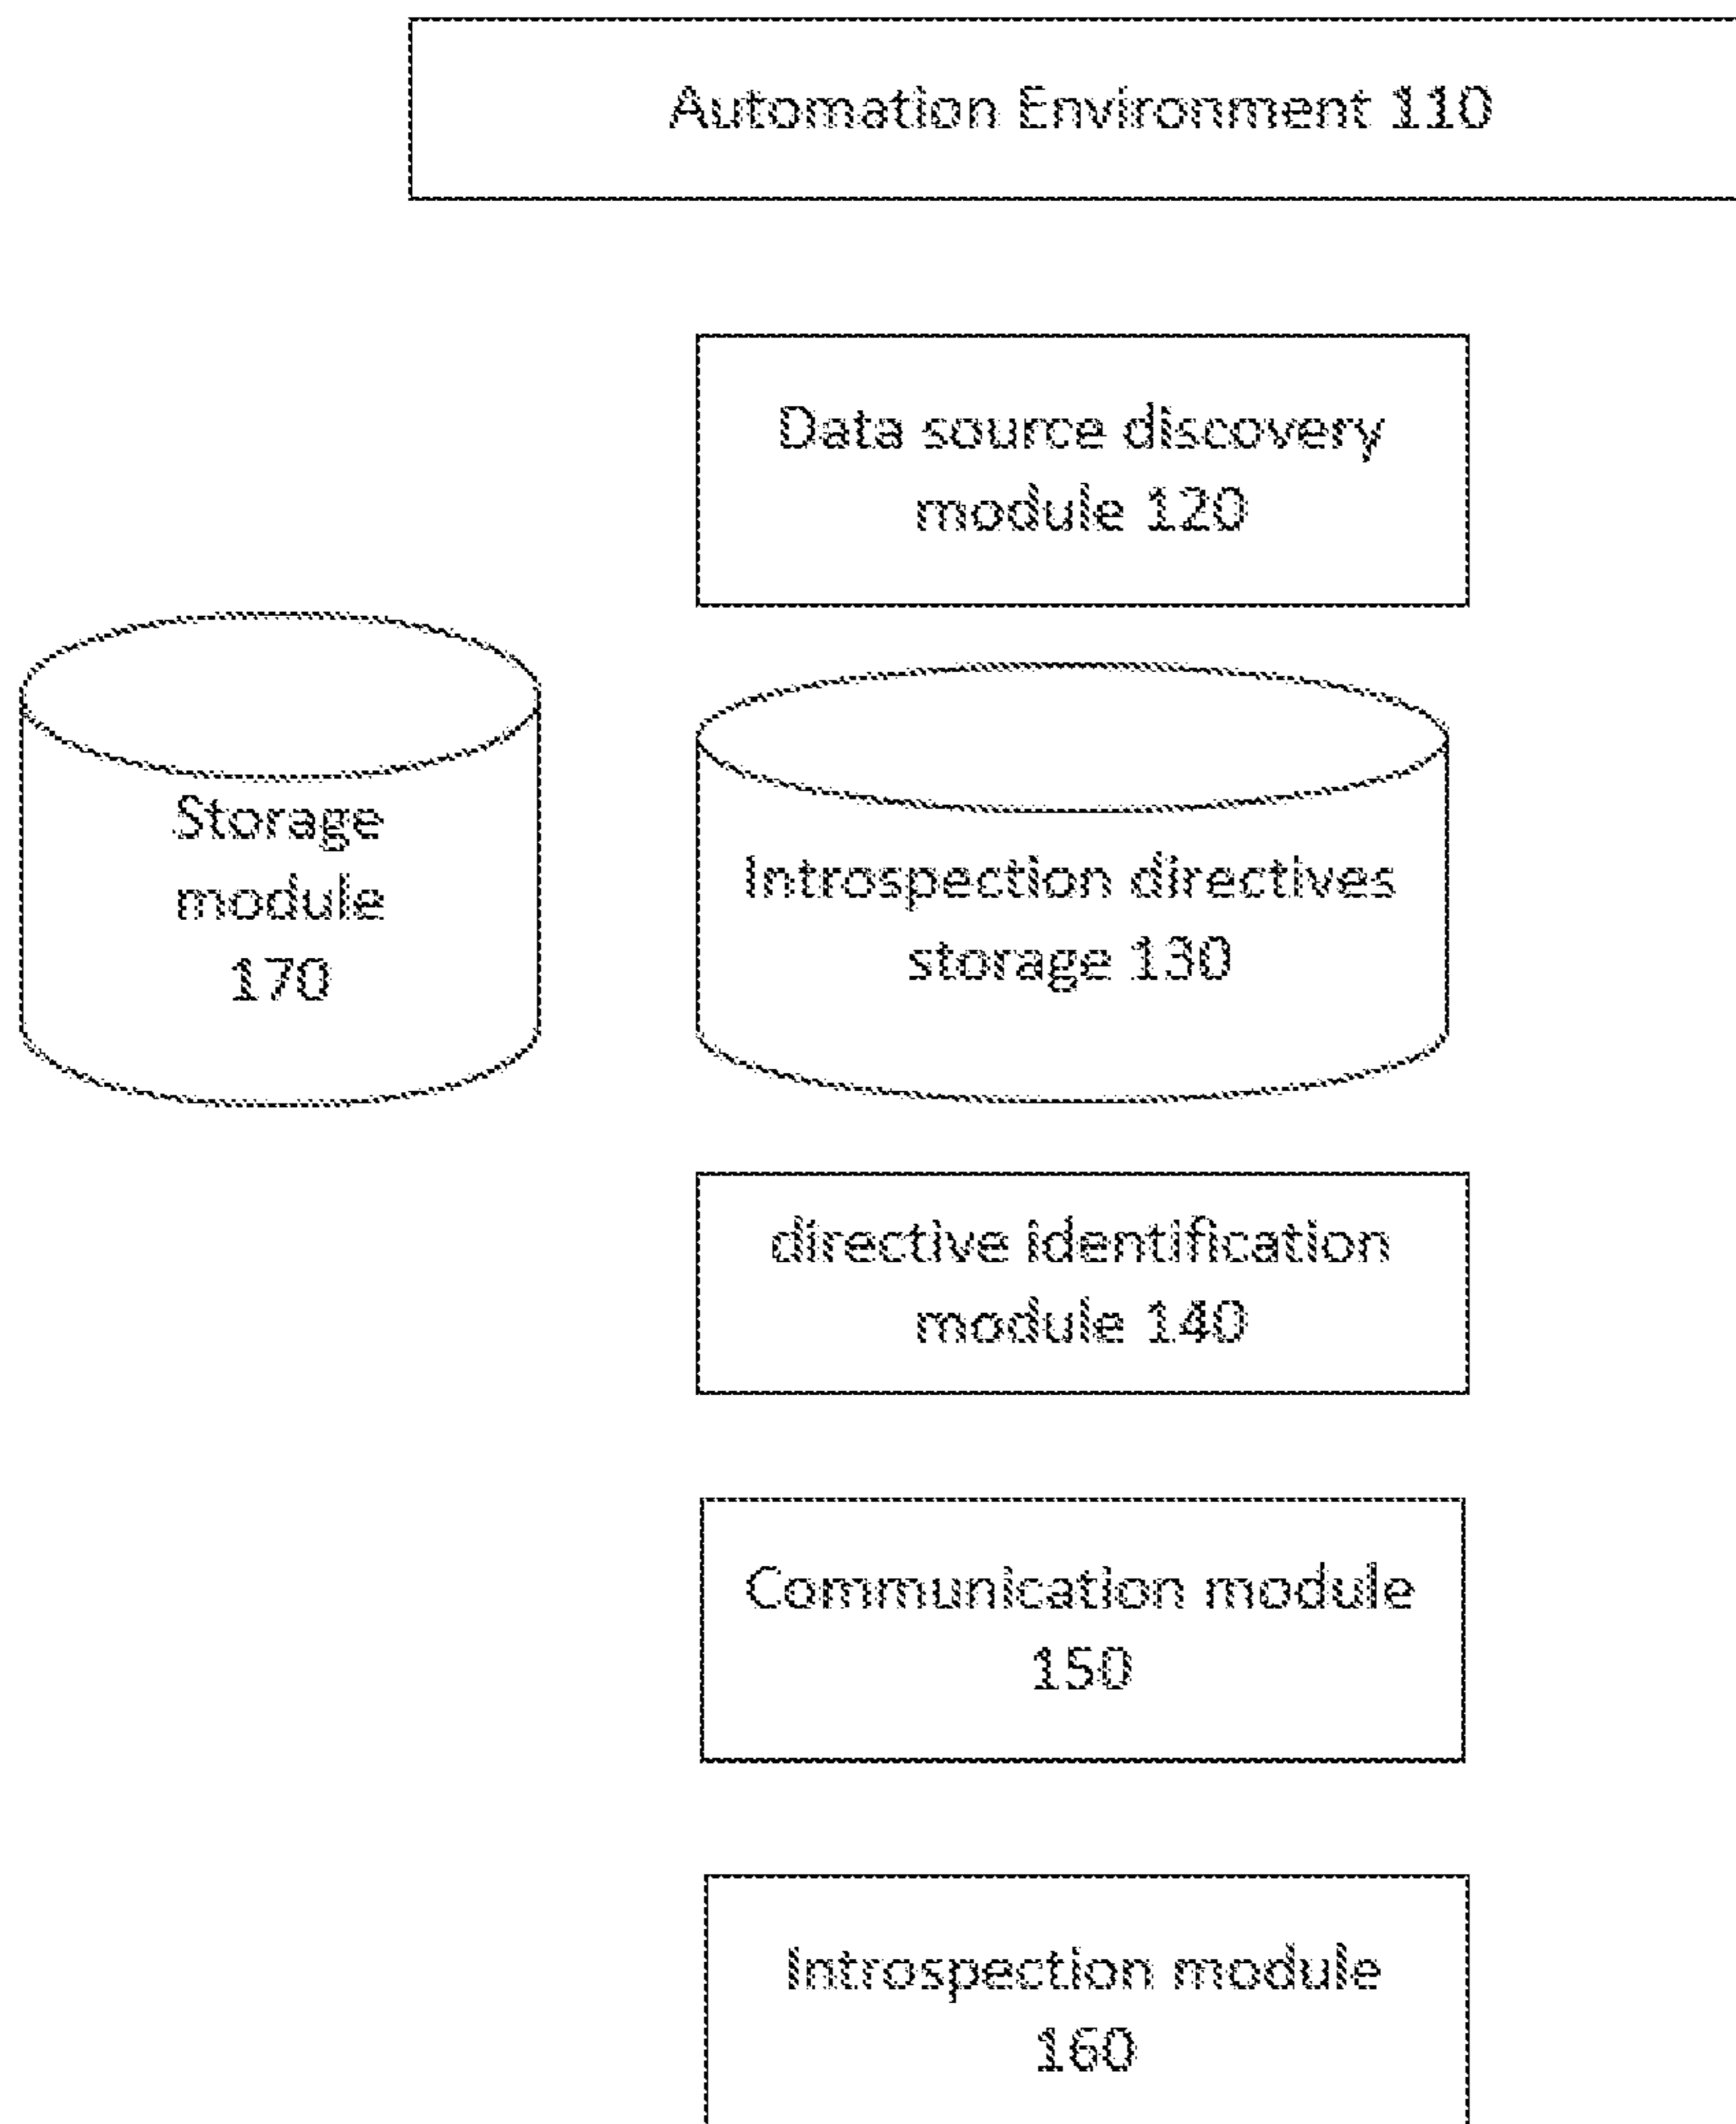 Automation Environment 110
Data source discovery
module 120
Storage
module
170
Introspection directives
storage 130
directive identification
module 140
Communication module
150
Introspection module
160